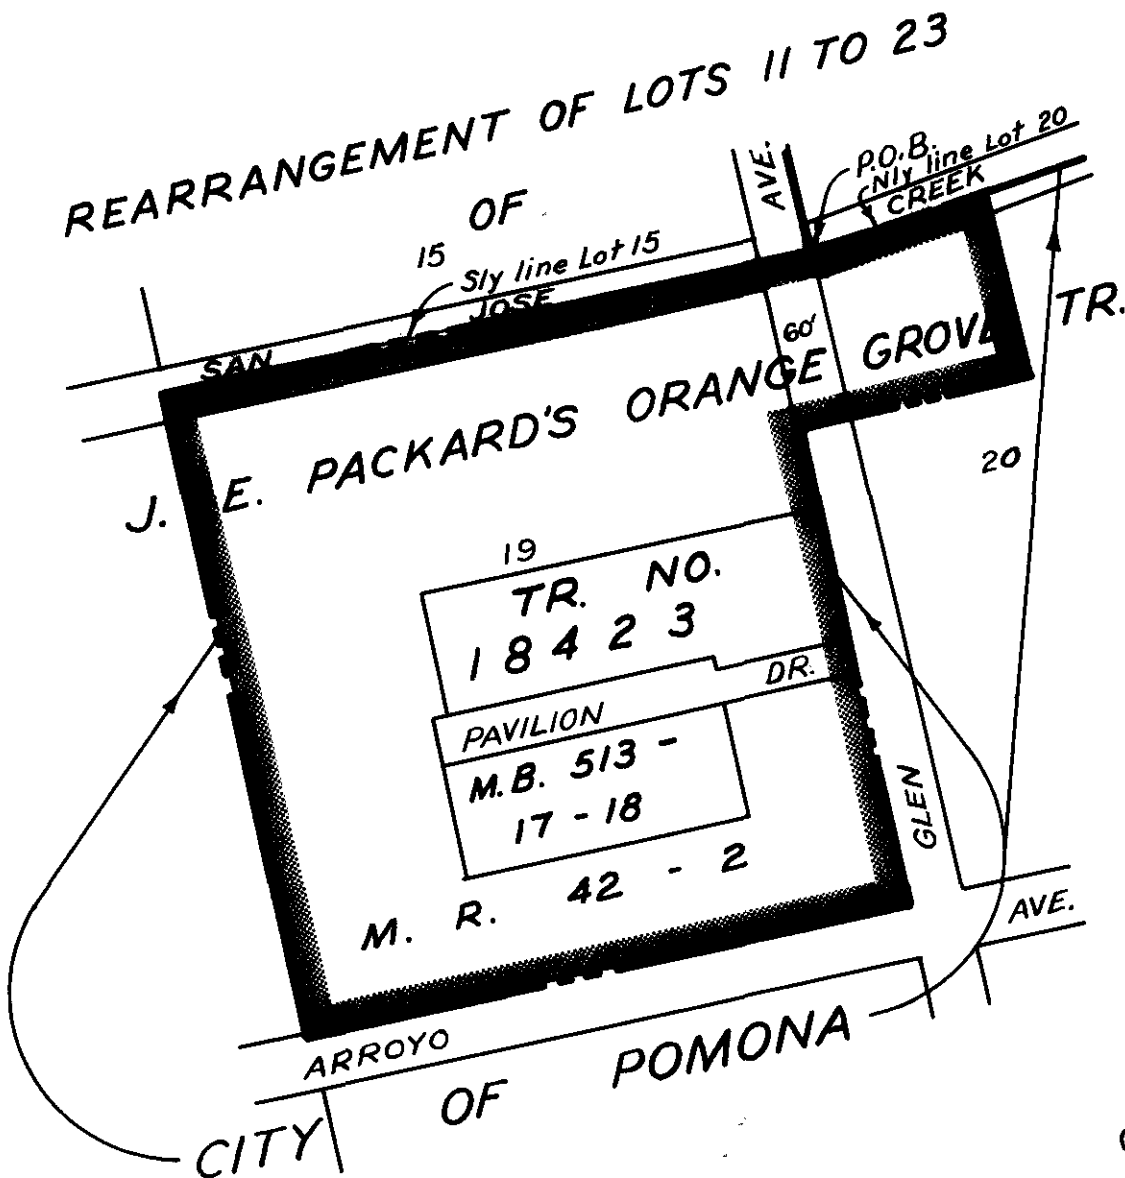 REARRANGEMENT OF LOTS 11 TO 23
OF
AVE.
P.O.B.
Nly line Lot 20
CREEK
15
Sly line Lot 15
JOSE
SAN
60'
J. E. PACKARD'S ORANGE GROVE TR.
20
19
TR. NO.
18423
PAVILION DR.
M.B. 513 -
17 - 18
GLEN
M. R. 42 - 2
AVE.
ARROYO
CITY OF POMONA